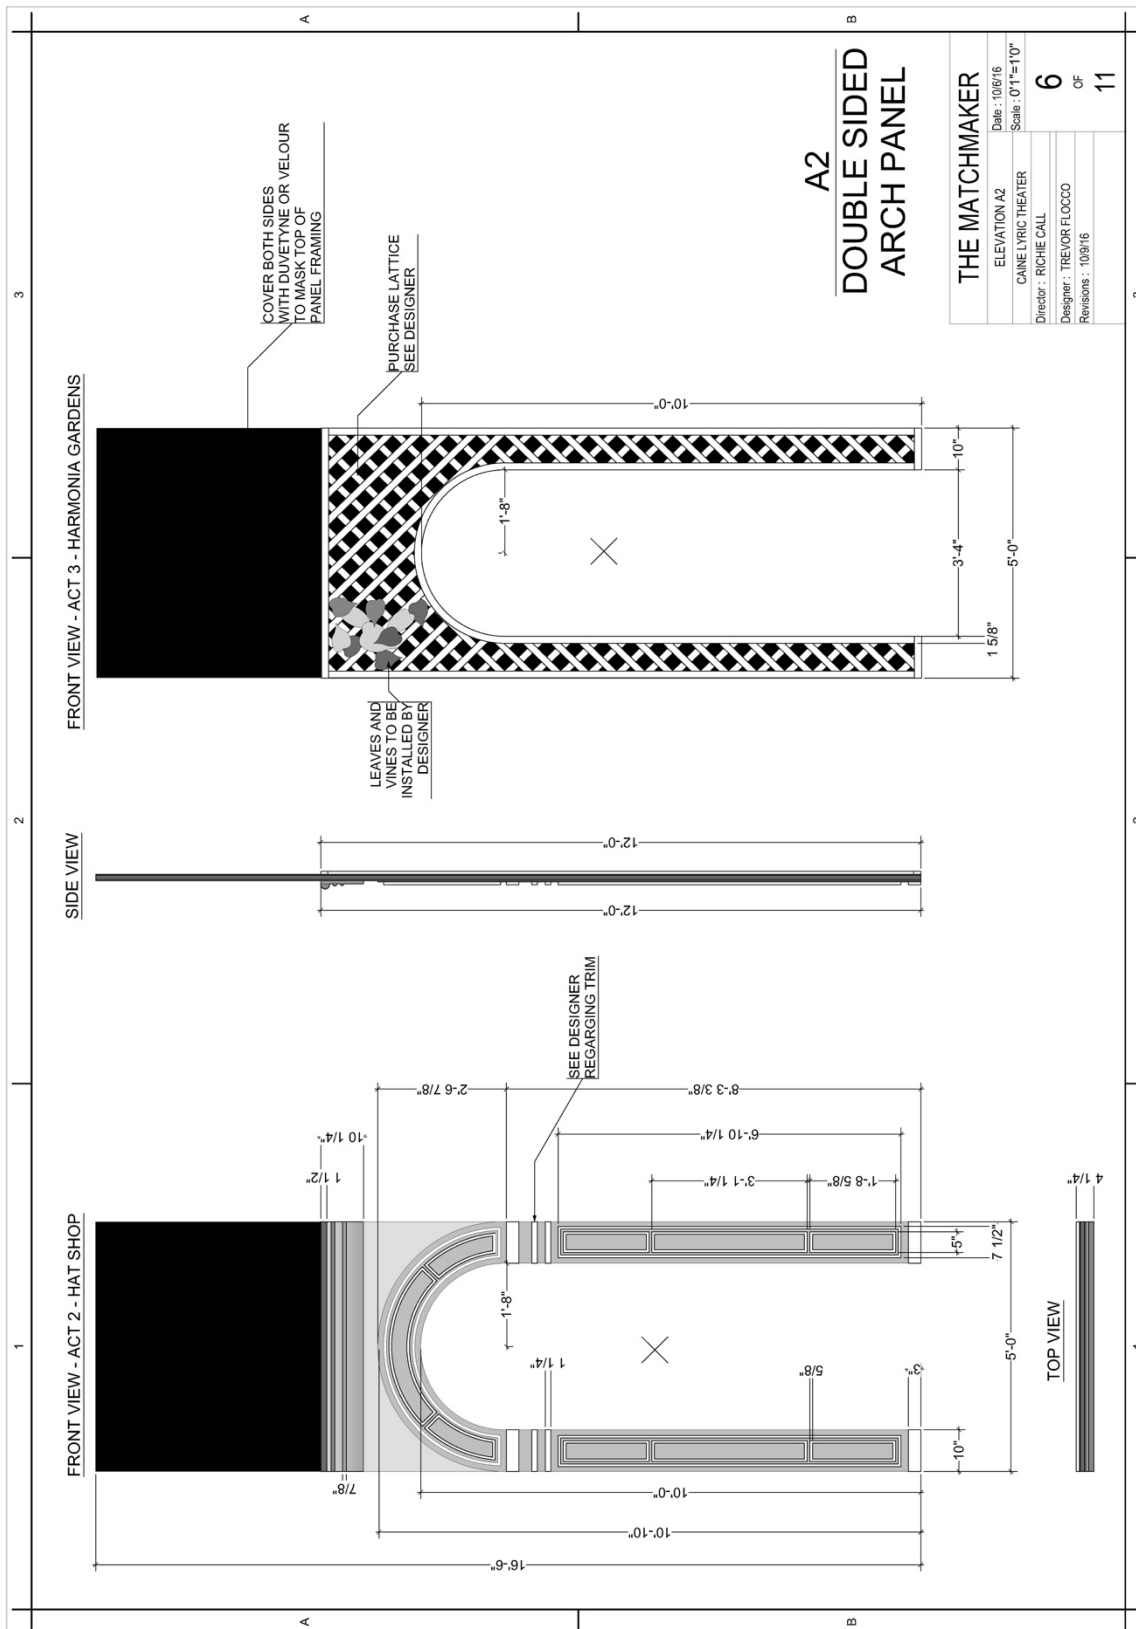 1
2
3
A
B
FRONT VIEW - ACT 2 - HAT SHOP
16'-6"
10'-10"
10'-0"
7/8"
10"
3"
5/8"
1 1/4"
1'-8"
5'-0"
5"
7 1/2"
1 1/2"
10 1/4"
2'-6 7/8"
8'-3 3/8"
6'-10 1/4"
3'-1 1/4"
1'-8 5/8"
SEE DESIGNER
REGARGING TRIM
TOP VIEW
4 1/4"
SIDE VIEW
12'-0"
12'-0"
FRONT VIEW - ACT 3 - HARMONIA GARDENS
LEAVES AND
VINES TO BE
INSTALLED BY
DESIGNER
COVER BOTH SIDES
WITH DUVETYNE OR VELOUR
TO MASK TOP OF
PANEL FRAMING
PURCHASE LATTICE
SEE DESIGNER
10'-0"
1'-8"
1 5/8"
3'-4"
10"
5'-0"
A2
DOUBLE SIDED
ARCH PANEL
THE MATCHMAKER
ELEVATION A2
CAINE LYRIC THEATER
Director : RICHIE CALL
Designer : TREVOR FLOCCO
Revisions : 10/9/16
Date : 10/6/16
Scale : 0'1"=1'0"
6
OF
11
A
B
1
2
3